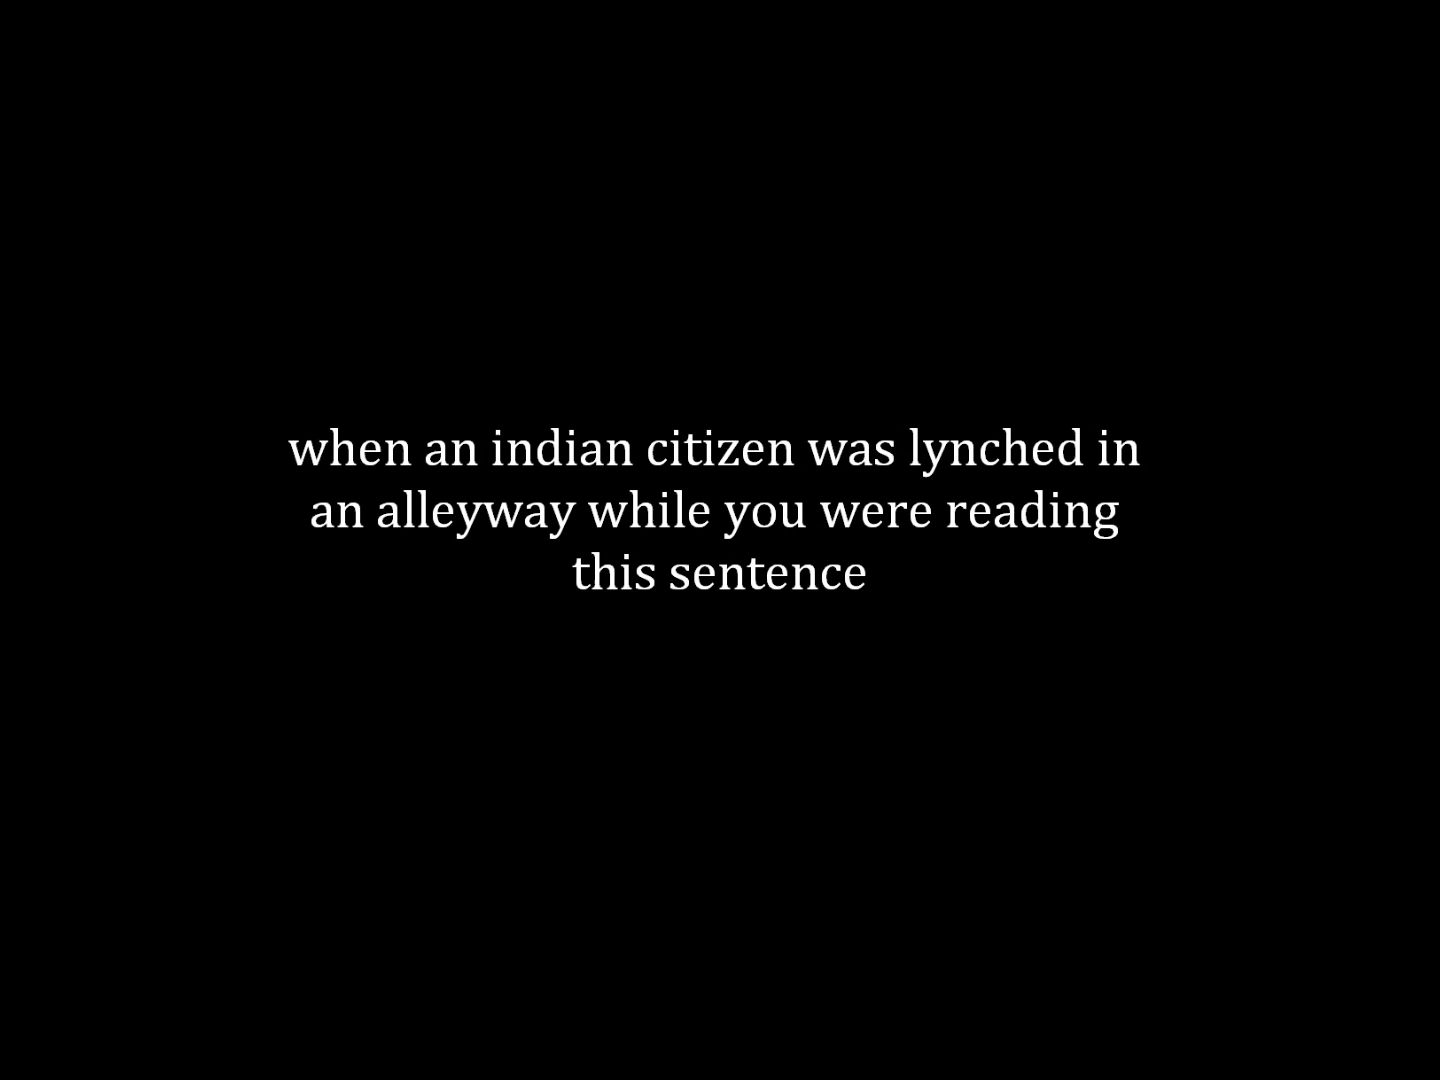 when an indian citizen was lynched in
an alleyway while you were reading
this sentence